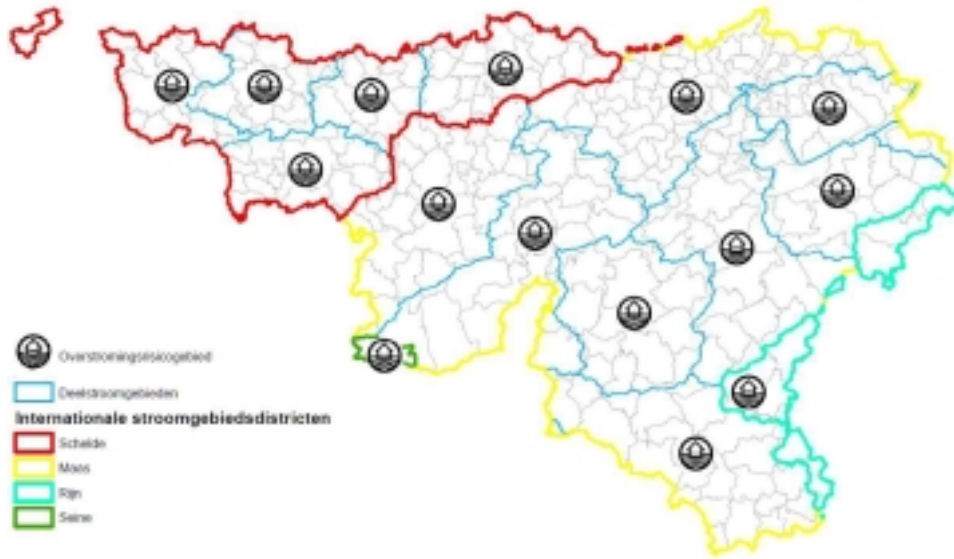 Overstromingsrisicogebied
Deelstroomgebieden
Internationale stroomgebiedsdistricten
Schelde
Maas
Rijn
Seine